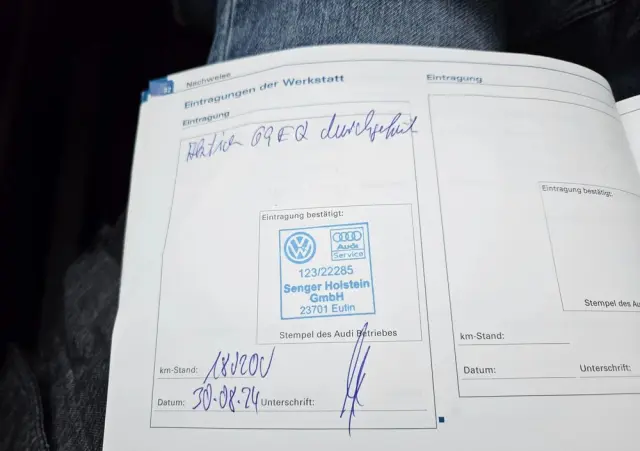 Nachweise
Eintragungen der Werkstatt
Eintragung
Aktion 69EQ durchgeführt
Eintragung bestätigt:
Audi
Service
123/22285
Senger Holstein
GmbH
23701 Eutin
Stempel des Audi Betriebes
km-Stand:
Datum: 30.08.24 Unterschrift:
Eintragung
Eintragung bestätigt:
Stempel des Au
km-Stand:
Datum: Unterschrift: